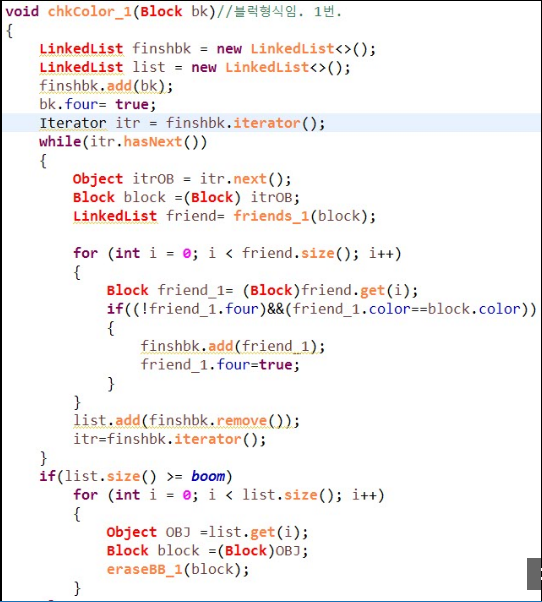 void chkColor_1(Block bk)//블럭형식임. 1번.
{
    LinkedList finshbk = new LinkedList<>();
    LinkedList list = new LinkedList<>();
    finshbk.add(bk);
    bk.four= true;
    Iterator itr = finshbk.iterator();
    while(itr.hasNext())
    {
        Object itrOB = itr.next();
        Block block =(Block) itrOB;
        LinkedList friend= friends_1(block);

        for (int i = 0; i < friend.size(); i++)
        {
            Block friend_1= (Block)friend.get(i);
            if((!friend_1.four)&&(friend_1.color==block.color))
            {
                finshbk.add(friend_1);
                friend_1.four=true;
            }
        }
        list.add(finshbk.remove());
        itr=finshbk.iterator();
    }
    if(list.size() >= boom)
        for (int i = 0; i < list.size(); i++)
        {
            Object OBJ =list.get(i);
            Block block =(Block)OBJ;
            eraseBB_1(block);
        }